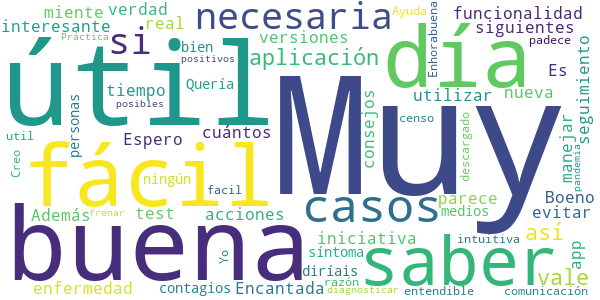 miente verdad
necesaria
Ayuda
funcionalidad
interesante real
Práctica
si
bien
versiones
Enhorabuena
siguientes
padece
positivos
aplicación
día
Es
seguimiento
útil
tiempo
Quería
posibles
Muy
utilizar
nueva
util
personas
Espero
cuántos
consejos
censo
descargado
manejar
pandemia
Creo
fácil
ningún
facil
casos
parece
Boeno
Además
frenar
test
acciones
medios
evitar
buena
Yo
iniciativa
síntoma
intuitiva
así
app
diríais
saber
vale
enfermedad
contagios
Encantada
razón
diagnosticar
entendible
comunicación